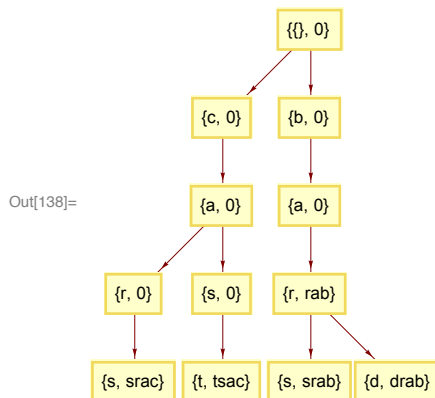 {{}, 0}
{c, 0} {b, 0}
Out[138]=
{a, 0} {a, 0}
{r, 0} {s, 0} {r, rab}
{s, srac} {t, tsac} {s, srab} {d, drab}